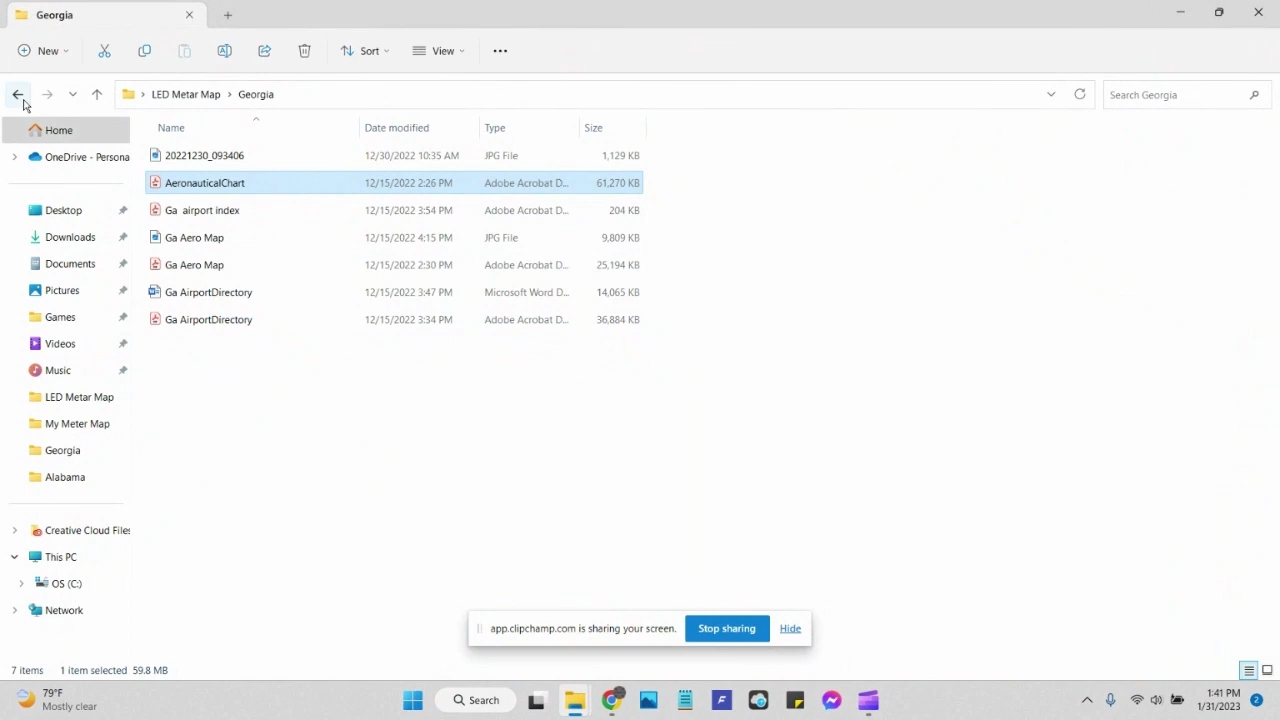 Georgia
New
Sort
View
LED Metar Map
Georgia
Search Georgia
Name Date modified Type Size
Home
OneDrive - Persona
Desktop
Downloads
Documents
Pictures
Games
Videos
Music
LED Metar Map
My Meter Map
Georgia
Alabama
Creative Cloud Files
This PC
OS (C:)
Network
20221230_093406 12/30/2022 10:35 AM JPG File 1,129 KB
AeronauticalChart 12/15/2022 2:26 PM Adobe Acrobat D... 61,270 KB
Ga airport index 12/15/2022 3:54 PM Adobe Acrobat D... 204 KB
Ga Aero Map 12/15/2022 4:15 PM JPG File 9,809 KB
Ga Aero Map 12/15/2022 2:30 PM Adobe Acrobat D... 25,194 KB
Ga AirportDirectory 12/15/2022 3:47 PM Microsoft Word D... 14,065 KB
Ga AirportDirectory 12/15/2022 3:34 PM Adobe Acrobat D... 36,884 KB
app.clipchamp.com is sharing your screen. Stop sharing Hide
7 items 1 item selected 59.8 MB
79°F
Mostly clear
Search
F
1:41 PM
1/31/2023
2